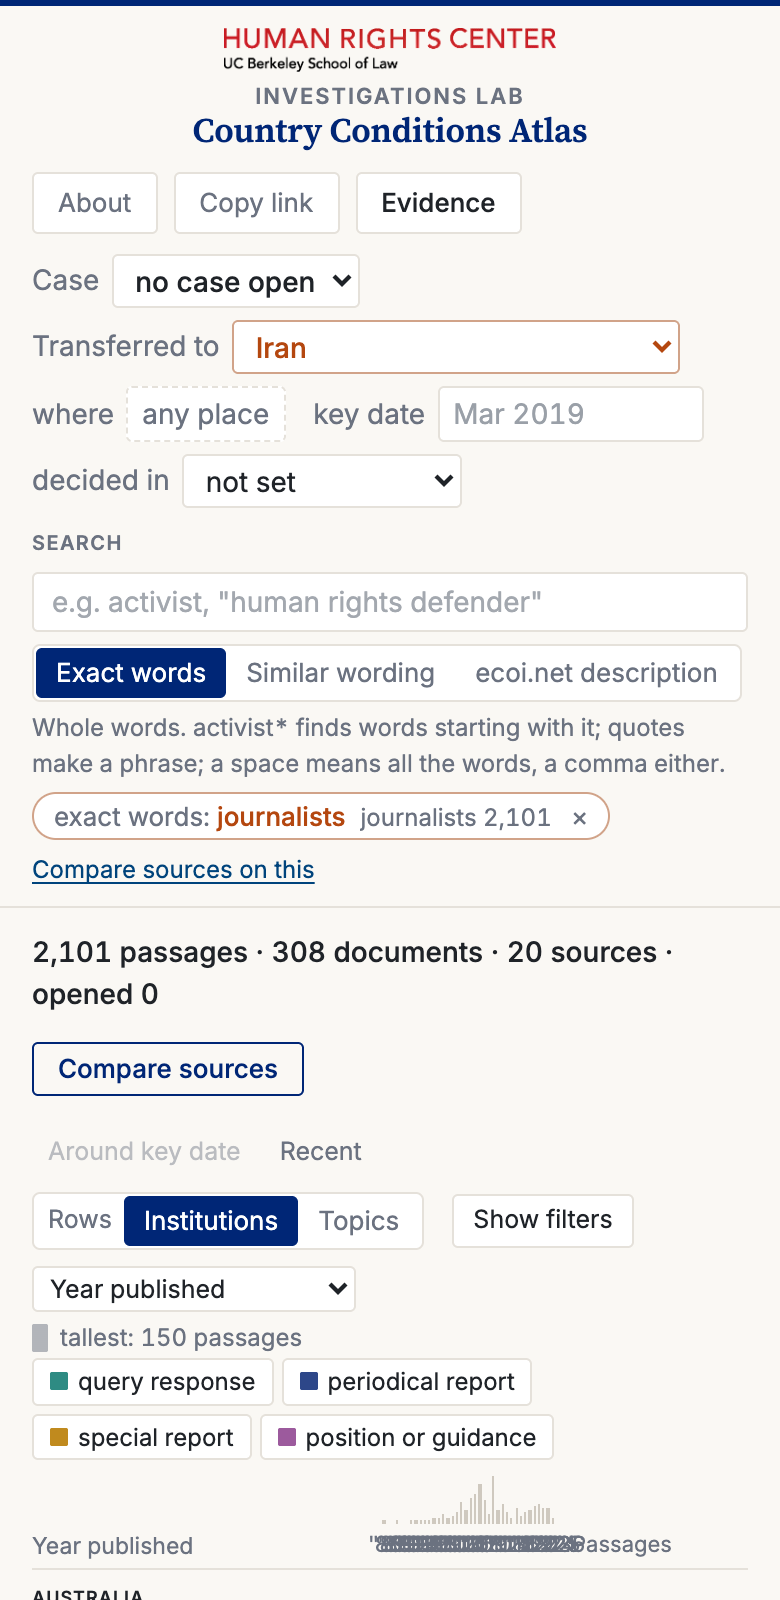 HUMAN RIGHTS CENTER
UC Berkeley School of Law
INVESTIGATIONS LAB
Country Conditions Atlas
About Copy link Evidence
Case no case open
Transferred to Iran
where any place key date Mar 2019
decided in not set
SEARCH
e.g. activist, "human rights defender"
Exact words Similar wording ecoi.net description
Whole words. activist* finds words starting with it; quotes
make a phrase; a space means all the words, a comma either.
exact words: journalists journalists 2,101 ×
Compare sources on this
2,101 passages · 308 documents · 20 sources ·
opened 0
Compare sources
Around key date Recent
Rows Institutions Topics Show filters
Year published
tallest: 150 passages
query response periodical report
special report position or guidance
Year published
AUSTRALIA